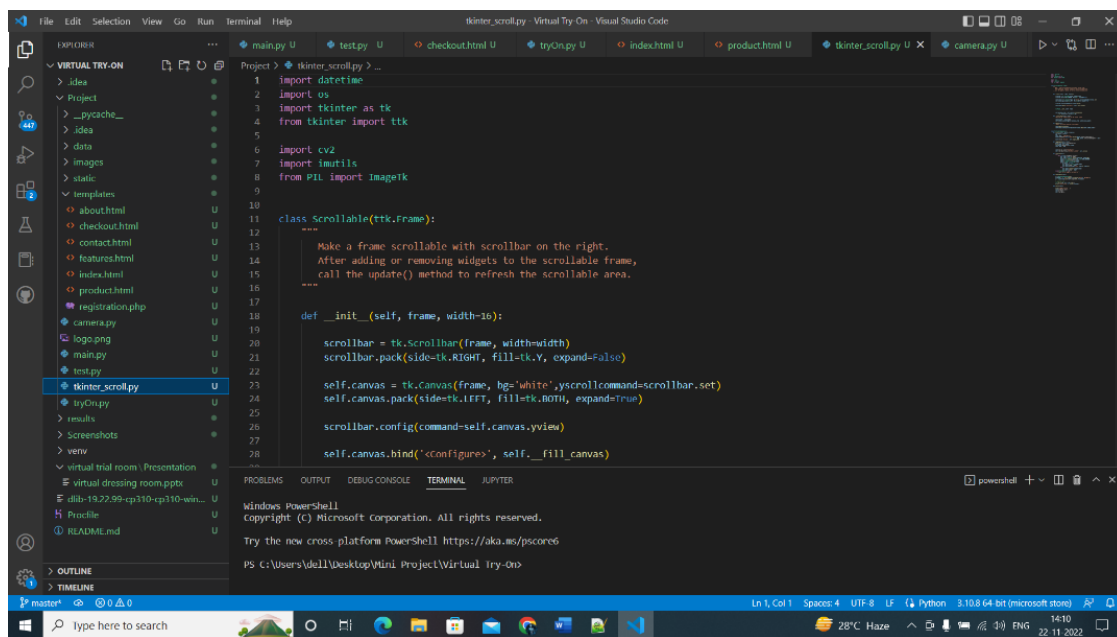 File Edit Selection View Go Run Terminal Help tkinter_scroll.py - Virtual Try-On - Visual Studio Code
EXPLORER
main.py U test.py U checkout.html U tryOn.py U index.html U product.html U tkinter_scroll.py U camera.py U
VIRTUAL TRY-ON
Project > tkinter_scroll.py > ...
.idea
Project
__pycache__
.idea
data
images
static
templates
about.html U
checkout.html U
contact.html U
features.html U
index.html U
product.html U
registration.php U
camera.py U
logo.png U
main.py U
test.py U
tkinter_scroll.py U
tryOn.py U
results
Screenshots
venv
virtual trial room \ Presentation
virtual dressing room.pptx U
dlib-19.22.99-cp310-cp310-win... U
Procfile U
README.md U
OUTLINE
TIMELINE
447
2
1
1 import datetime
2 import os
3 import tkinter as tk
4 from tkinter import ttk
5
6 import cv2
7 import imutils
8 from PIL import ImageTk
9
10
11 class Scrollable(ttk.Frame):
12 """
13 Make a frame scrollable with scrollbar on the right.
14 After adding or removing widgets to the scrollable frame,
15 call the update() method to refresh the scrollable area.
16 """
17
18 def __init__(self, frame, width=16):
19
20 scrollbar = tk.Scrollbar(frame, width=width)
21 scrollbar.pack(side=tk.RIGHT, fill=tk.Y, expand=False)
22
23 self.canvas = tk.Canvas(frame, bg='white',yscrollcommand=scrollbar.set)
24 self.canvas.pack(side=tk.LEFT, fill=tk.BOTH, expand=True)
25
26 scrollbar.config(command=self.canvas.yview)
27
28 self.canvas.bind('<Configure>', self.__fill_canvas)
PROBLEMS OUTPUT DEBUG CONSOLE TERMINAL JUPYTER powershell
Windows PowerShell
Copyright (C) Microsoft Corporation. All rights reserved.
Try the new cross-platform PowerShell https://aka.ms/pscore6
PS C:\Users\dell\Desktop\Mini Project\Virtual Try-On>
master* 0 0 Ln 1, Col 1 Spaces: 4 UTF-8 LF Python 3.10.8 64-bit (microsoft store)
Type here to search 28°C Haze ENG 14:10
22-11-2022